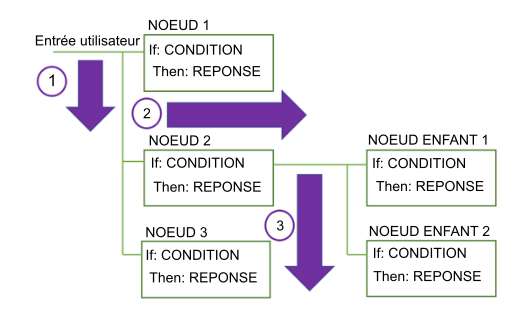 NOEUD 1
Entrée utilisateur
If: CONDITION
Then: REPONSE
1
2
NOEUD 2
If: CONDITION
Then: REPONSE
NOEUD ENFANT 1
If: CONDITION
Then: REPONSE
3
NOEUD 3
If: CONDITION
Then: REPONSE
NOEUD ENFANT 2
If: CONDITION
Then: REPONSE